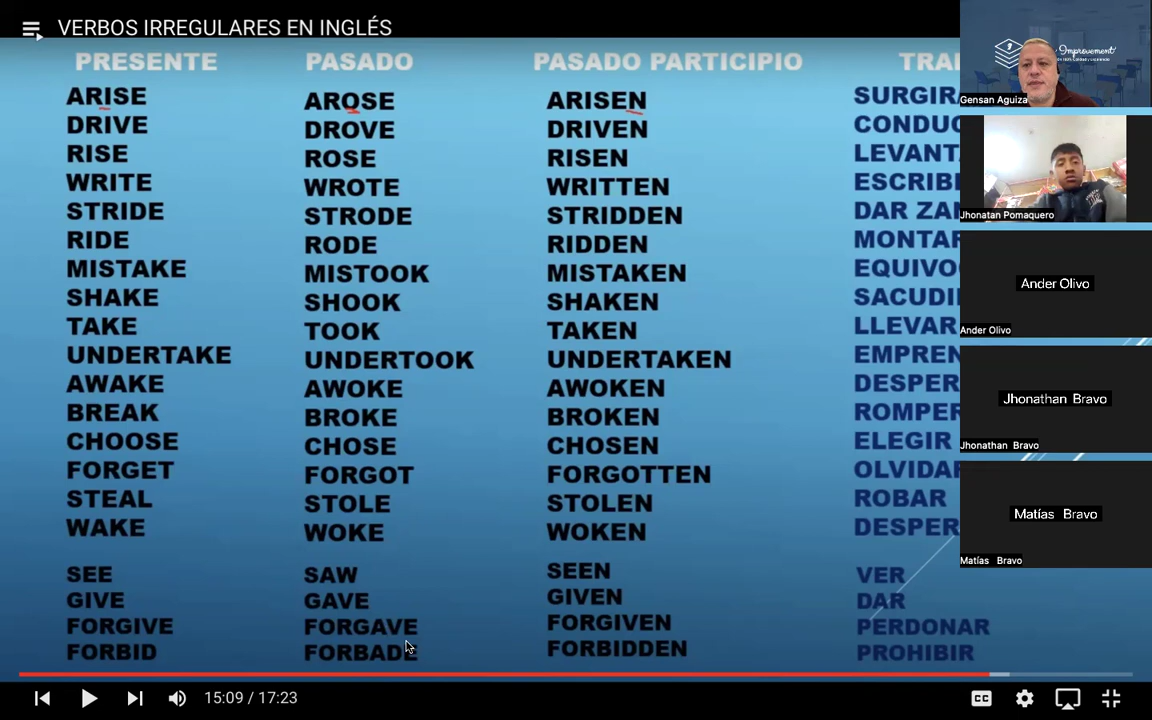 VERBOS IRREGULARES EN INGLÉS
PRESENTE PASADO PASADO PARTICIPIO
ARISE AROSE ARISEN SURGIR
DRIVE DROVE DRIVEN
RISE ROSE RISEN
WRITE WROTE WRITTEN
STRIDE STRODE STRIDDEN DAR
RIDE RODE RIDDEN MONTAR
MISTAKE MISTOOK MISTAKEN
SHAKE SHOOK SHAKEN
TAKE TOOK TAKEN LLEVAR
UNDERTAKE UNDERTOOK UNDERTAKEN
AWAKE AWOKE AWOKEN
BREAK BROKE BROKEN
CHOOSE CHOSE CHOSEN ELEGIR
FORGET FORGOT FORGOTTEN
STEAL STOLE STOLEN ROBAR
WAKE WOKE WOKEN
SEE SAW SEEN VER
GIVE GAVE GIVEN DAR
FORGIVE FORGAVE FORGIVEN PERDONAR
FORBID FORBADE FORBIDDEN PROHIBIR
15:09 / 17:23
CC
Improvement
Gensan Aguiza
Jhonatan Pomaquero
Ander Olivo
Ander Olivo
Jhonathan Bravo
Jhonathan Bravo
Matías Bravo
Matías Bravo